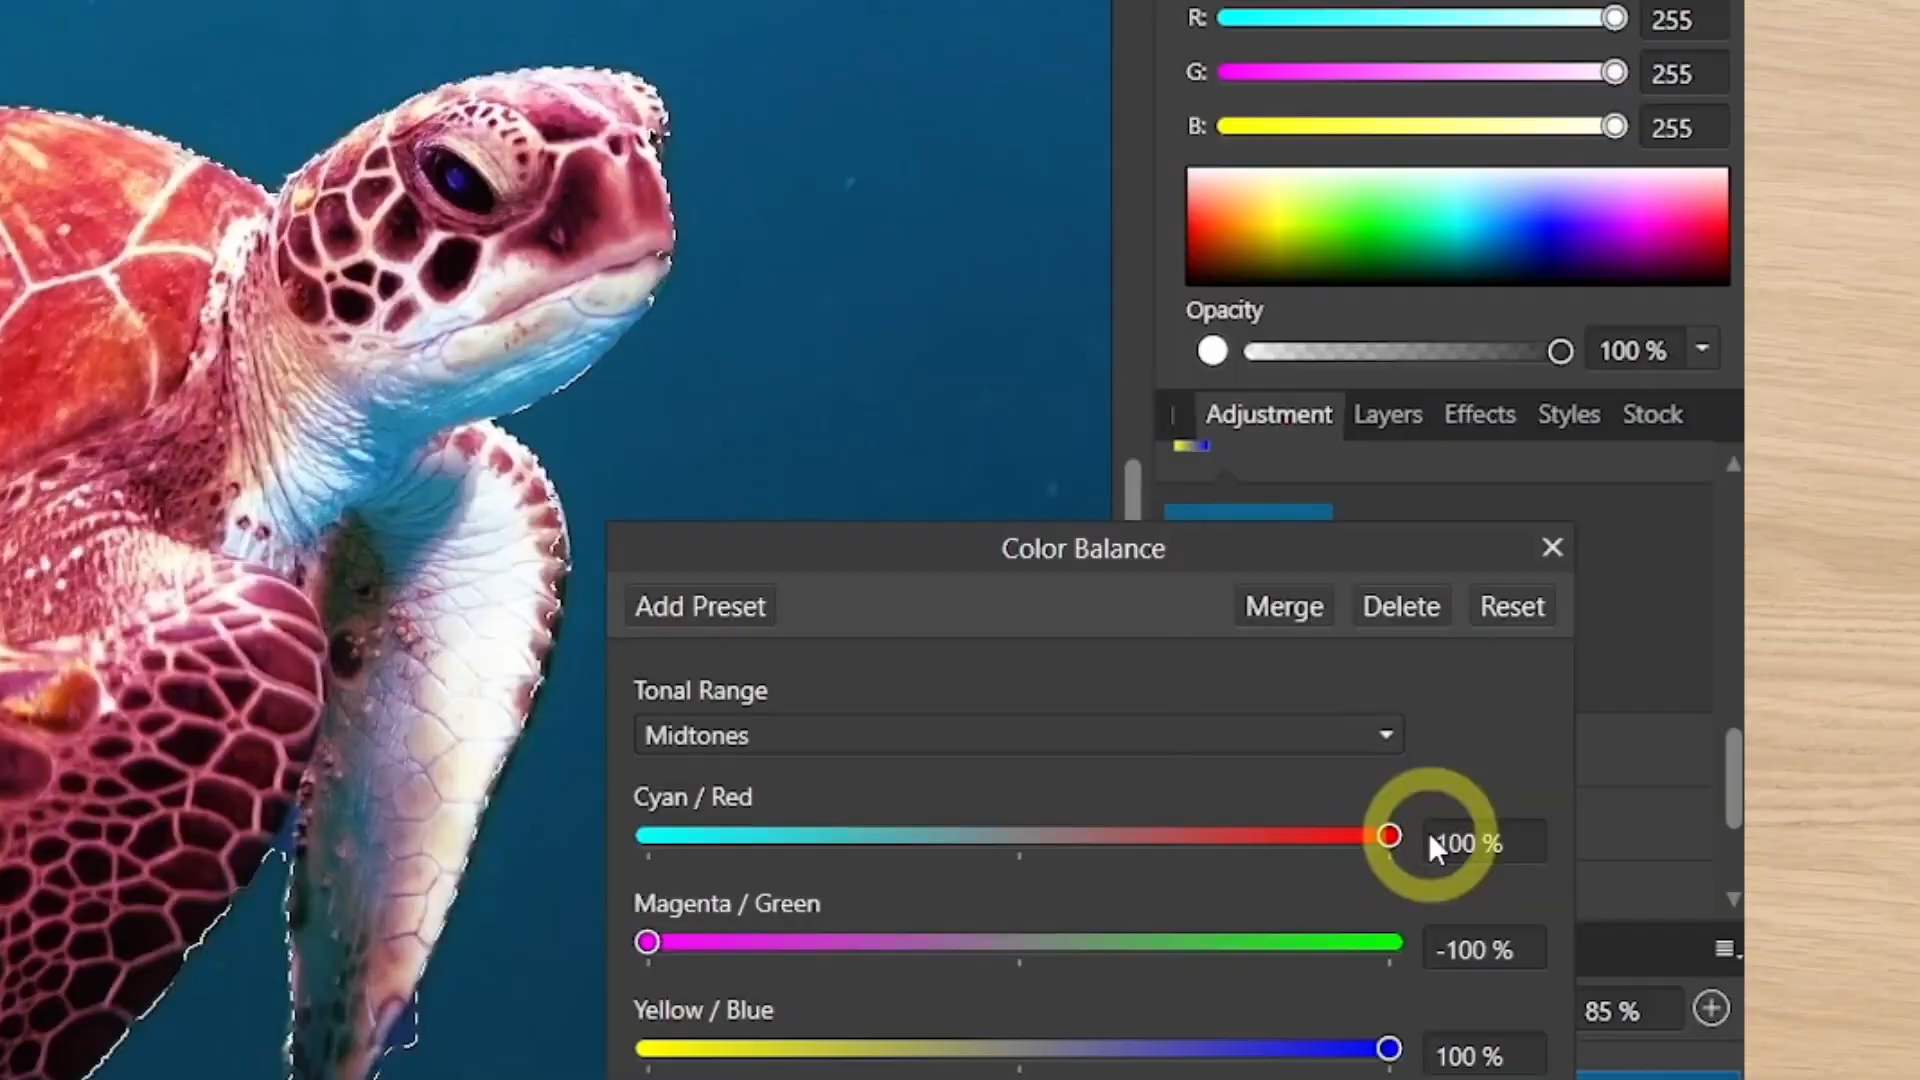 R: 255
G: 255
B: 255
Opacity
100 %
Adjustment Layers Effects Styles Stock
Color Balance
Add Preset Merge Delete Reset
Tonal Range
Midtones
Cyan / Red
100 %
Magenta / Green
-100 %
Yellow / Blue
100 %
85 %